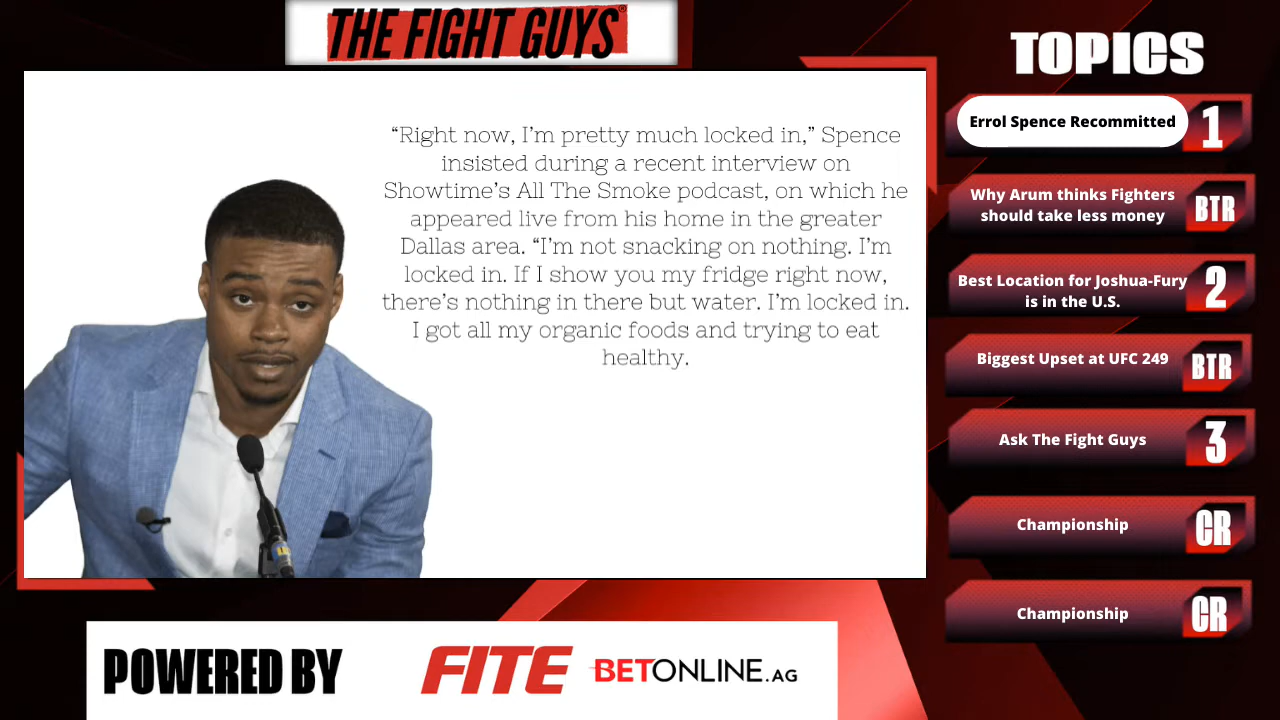 THE FIGHT GUYS
“Right now, I’m pretty much locked in,” Spence
insisted during a recent interview on
Showtime’s All The Smoke podcast, on which he
appeared live from his home in the greater
Dallas area. “I’m not snacking on nothing. I’m
locked in. If I show you my fridge right now,
there’s nothing in there but water. I’m locked in.
I got all my organic foods and trying to eat
healthy.
TOPICS
Errol Spence Recommitted
1
Why Arum thinks Fighters
should take less money
BTR
Best Location for Joshua-Fury
is in the U.S.
2
Biggest Upset at UFC 249
BTR
Ask The Fight Guys
3
Championship
CR
Championship
CR
POWERED BY
FITE
BETONLINE.AG